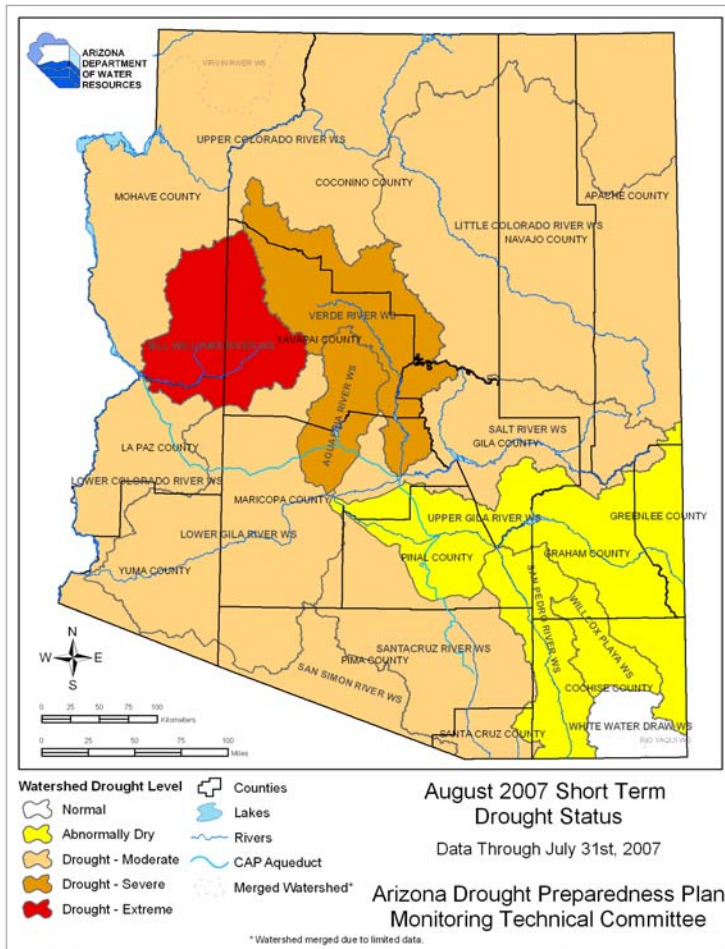 ARIZONA
DEPARTMENT
OF WATER
RESOURCES
VIRGIN RIVER WS
UPPER COLORADO RIVER WS
COCONINO COUNTY
MOHAVE COUNTY
APACHE COUNTY
LITTLE COLORADO RIVER WS
NAVAJO COUNTY
VERDE RIVER WS
YAVAPAI COUNTY
BILL WILLIAMS RIVER WS
AGUA FRIA RIVER WS
SALT RIVER WS
GILA COUNTY
LA PAZ COUNTY
LOWER COLORADO RIVER WS
MARICOPA COUNTY
UPPER GILA RIVER WS
GREENLEE COUNTY
LOWER GILA RIVER WS
PINAL COUNTY
GRAHAM COUNTY
YUMA COUNTY
SAN PEDRO RIVER WS
WILLCOX PLAYA WS
SANTACRUZ RIVER WS
PIMA COUNTY
SAN SIMON RIVER WS
COCHISE COUNTY
WHITE WATER DRAW WS
SANTA CRUZ COUNTY
RIO YAQUI WS
N
W E
S
0 25 50 100
Kilometers
0 25 50 100
Miles
Watershed Drought Level
Normal
Abnormally Dry
Drought - Moderate
Drought - Severe
Drought - Extreme
Counties
Lakes
Rivers
CAP Aqueduct
Merged Watershed*
August 2007 Short Term
Drought Status
Data Through July 31st, 2007
Arizona Drought Preparedness Plan
Monitoring Technical Committee
* Watershed merged due to limited data.